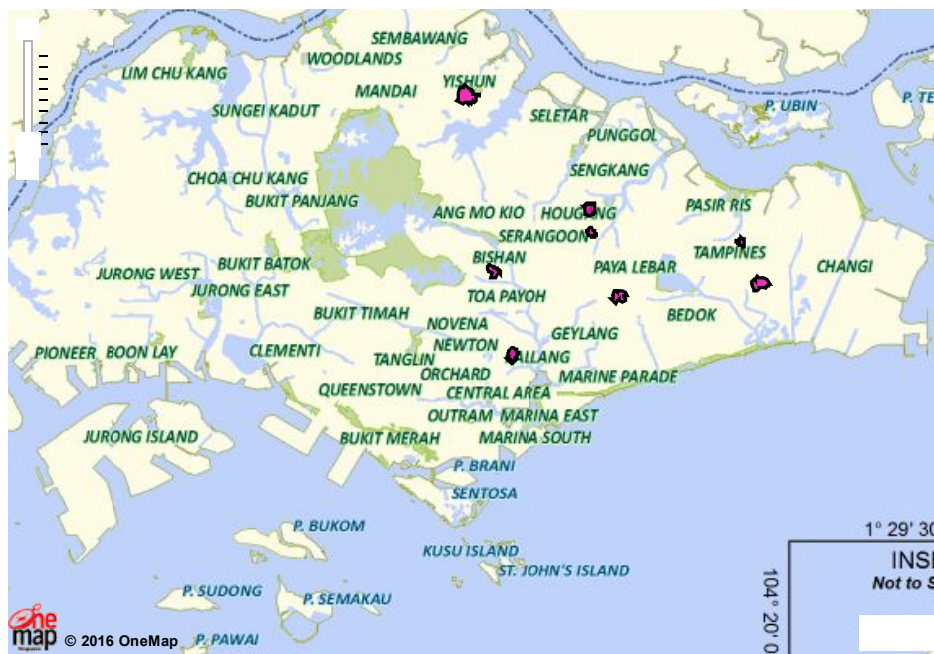 SEMBAWANG
WOODLANDS
LIM CHU KANG
YISHUN
MANDAI
P. UBIN
P. TE
SUNGEI KADUT
SELETAR
PUNGGOL
SENGKANG
CHOA CHU KANG
BUKIT PANJANG
PASIR RIS
ANG MO KIO
HOUGANG
SERANGOON
TAMPINES
BISHAN
BUKIT BATOK
PAYA LEBAR
CHANGI
JURONG WEST
JURONG EAST
TOA PAYOH
BUKIT TIMAH
BEDOK
NOVENA
GEYLANG
NEWTON
PIONEER
BOON LAY
CLEMENTI
TANGLIN
ALLANG
ORCHARD
MARINE PARADE
QUEENSTOWN
CENTRAL AREA
OUTRAM
MARINA EAST
JURONG ISLAND
BUKIT MERAH
MARINA SOUTH
P. BRANI
SENTOSA
P. BUKOM
1° 29' 30
KUSU ISLAND
INS
Not to S
ST. JOHN'S ISLAND
104° 20' 0
P. SUDONG
P. SEMAKAU
one
map
© 2016 OneMap
P. PAWAI